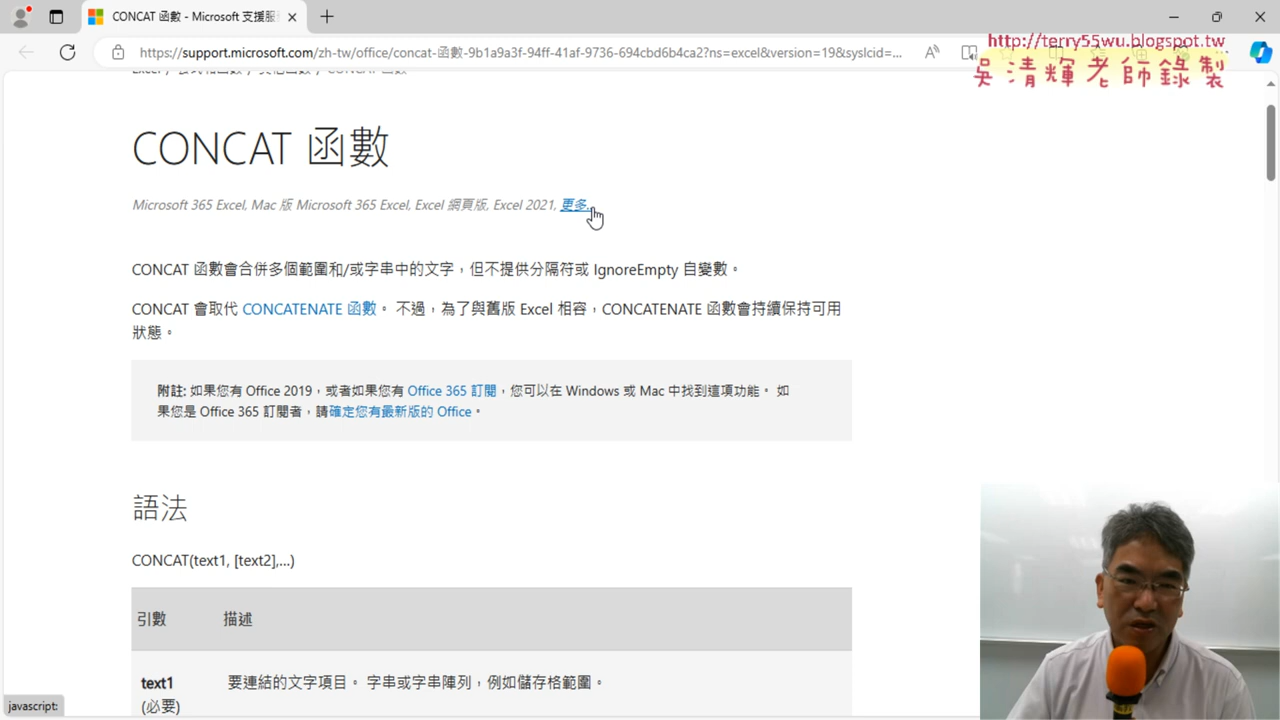 CONCAT 函數 - Microsoft 支援服
https://support.microsoft.com/zh-tw/office/concat-函數-9b1a9a3f-94ff-41af-9736-694cbd6b4ca2?ns=excel&version=19&syslcid=...
http://terry55wu.blogspot.tw
吳清輝老師錄製
CONCAT 函數
Microsoft 365 Excel, Mac 版 Microsoft 365 Excel, Excel 網頁版, Excel 2021, 更多.
CONCAT 函數會合併多個範圍和/或字串中的文字，但不提供分隔符或 IgnoreEmpty 自變數。
CONCAT 會取代 CONCATENATE 函數。 不過，為了與舊版 Excel 相容，CONCATENATE 函數會持續保持可用
狀態。
附註: 如果您有 Office 2019，或者如果您有 Office 365 訂閱，您可以在 Windows 或 Mac 中找到這項功能。 如
果您是 Office 365 訂閱者，請確定您有最新版的 Office。
語法
CONCAT(text1, [text2],...)
引數 描述
text1 要連結的文字項目。 字串或字串陣列，例如儲存格範圍。
(必要)
javascript: